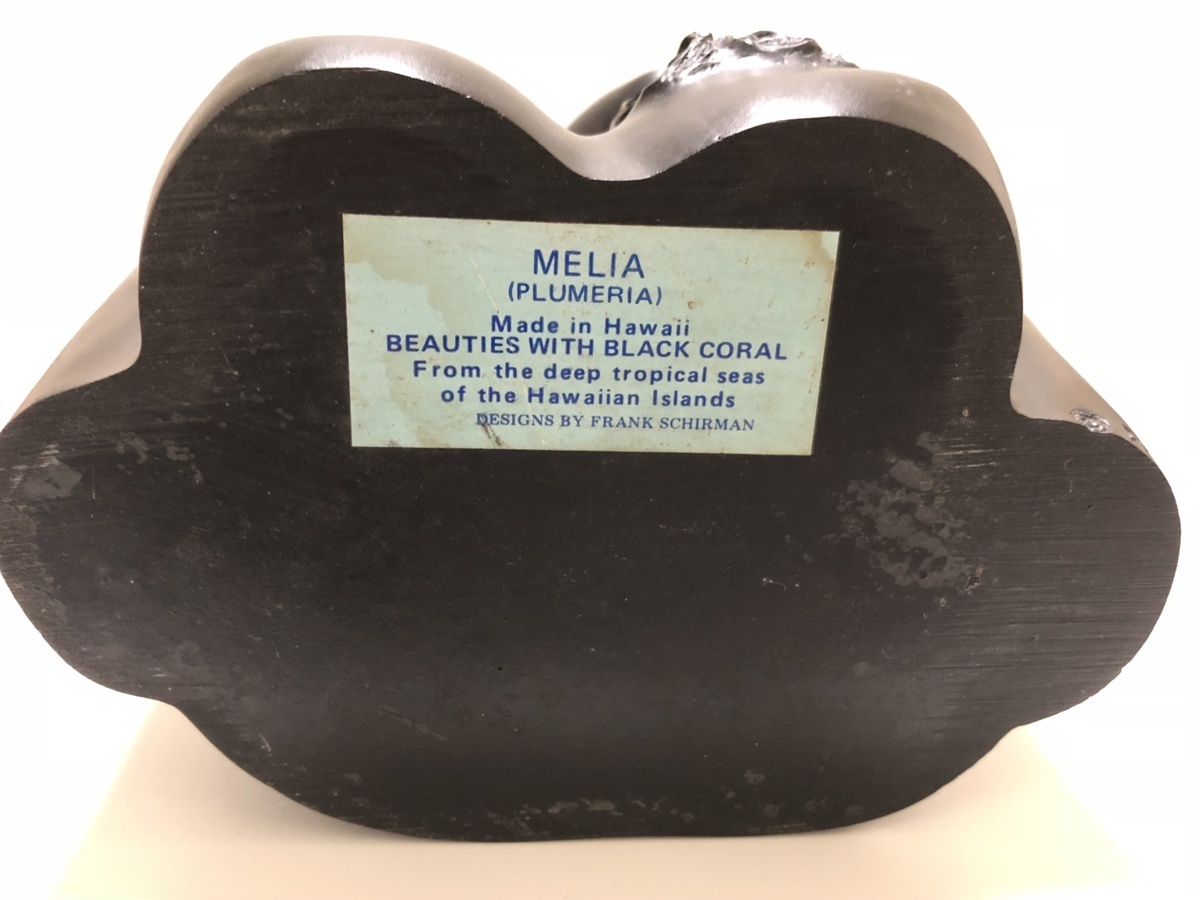 MELIA
(PLUMERIA)
Made in Hawaii
BEAUTIES WITH BLACK CORAL
From the deep tropical seas
of the Hawaiian Islands
DESIGNS BY FRANK SCHIRMAN